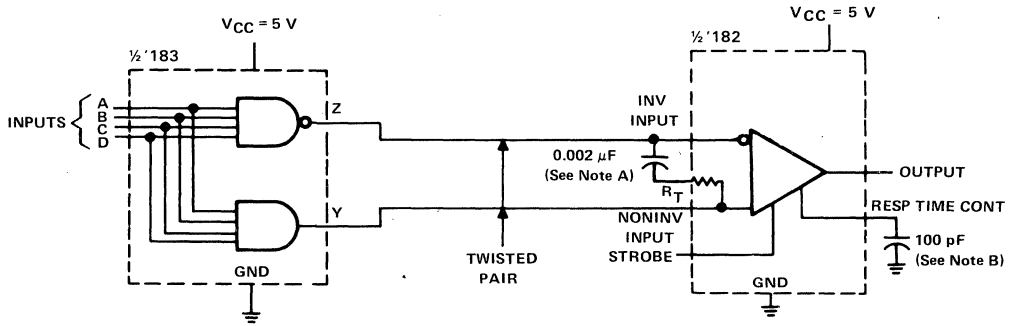 VCC = 5 V
½ '183
INPUTS
A
B
C
D
Z
Y
GND
TWISTED
PAIR
VCC = 5 V
½ '182
INV
INPUT
0.002 µF
(See Note A)
RT
NONINV
INPUT
STROBE
OUTPUT
RESP TIME CONT
100 pF
(See Note B)
GND